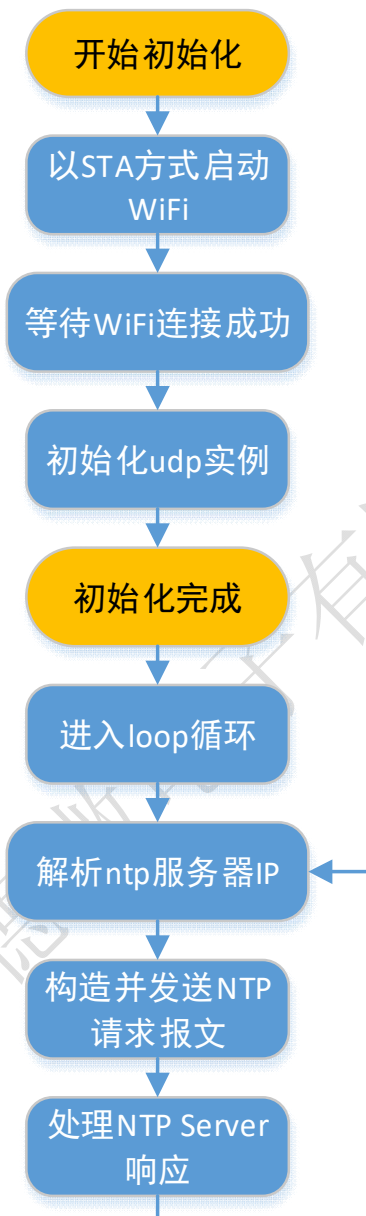 开始初始化
以STA方式启动
WiFi
等待WiFi连接成功
初始化udp实例
初始化完成
进入loop循环
解析ntp服务器IP
构造并发送NTP
请求报文
处理NTP Server
响应